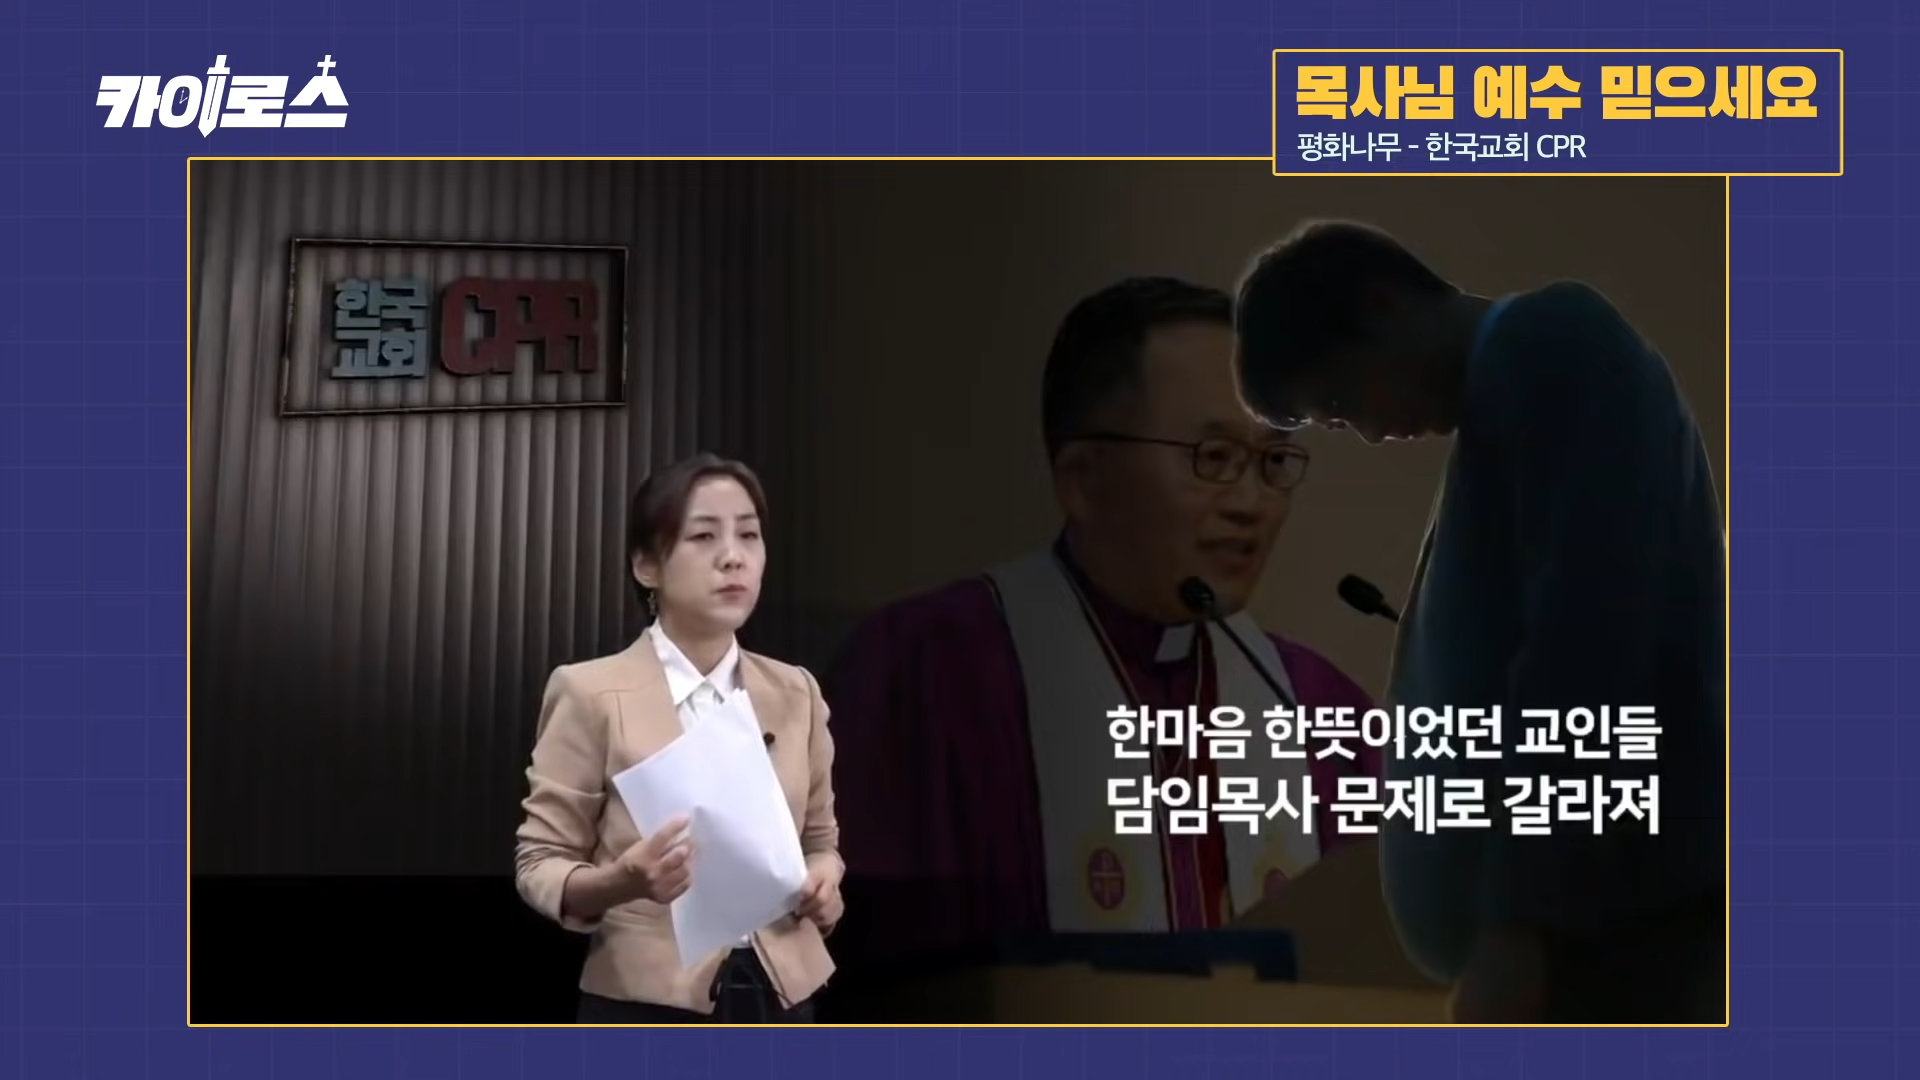 카이로스
목사님 예수 믿으세요
평화나무 - 한국교회 CPR
한국
교회 CPR
한마음 한뜻이었던 교인들
담임목사 문제로 갈라져